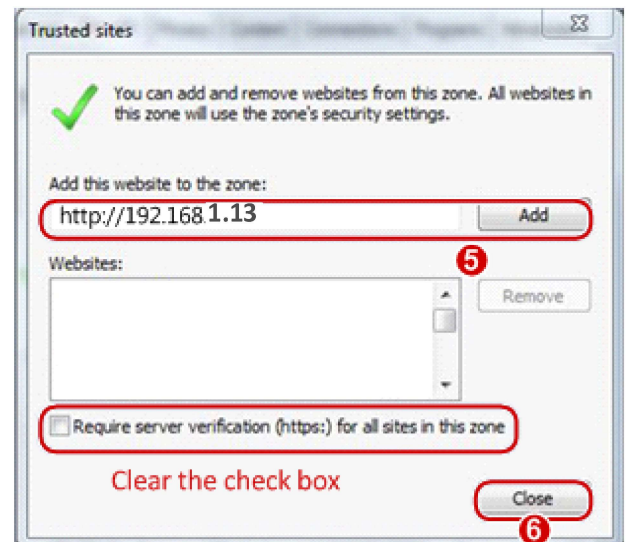 Trusted sites
You can add and remove websites from this zone. All websites in
this zone will use the zone's security settings.
Add this website to the zone:
http://192.168.1.13
Add
5
Websites:
Remove
Require server verification (https:) for all sites in this zone
Clear the check box
Close
6